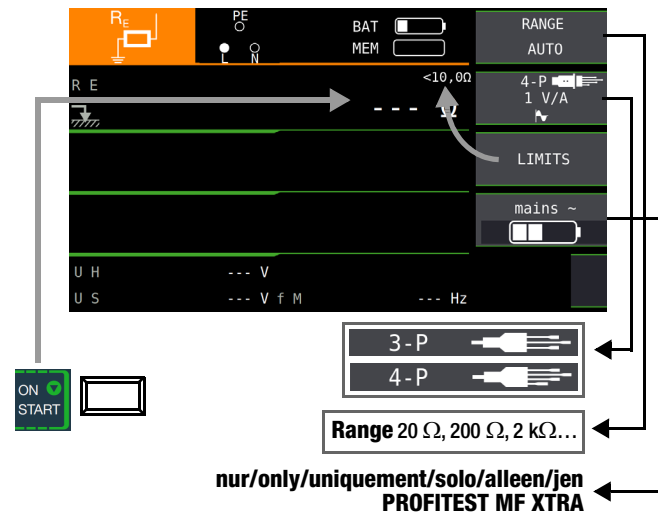 RE
PE
L N
BAT
MEM
RANGE
AUTO
R E
<10,0Ω
--- Ω
4-P
1 V/A
LIMITS
mains ~
U H --- V
U S --- V f M --- Hz
3-P
4-P
ON
START
Range 20 Ω, 200 Ω, 2 kΩ...
nur/only/uniquement/solo/alleen/jen
PROFITEST MF XTRA